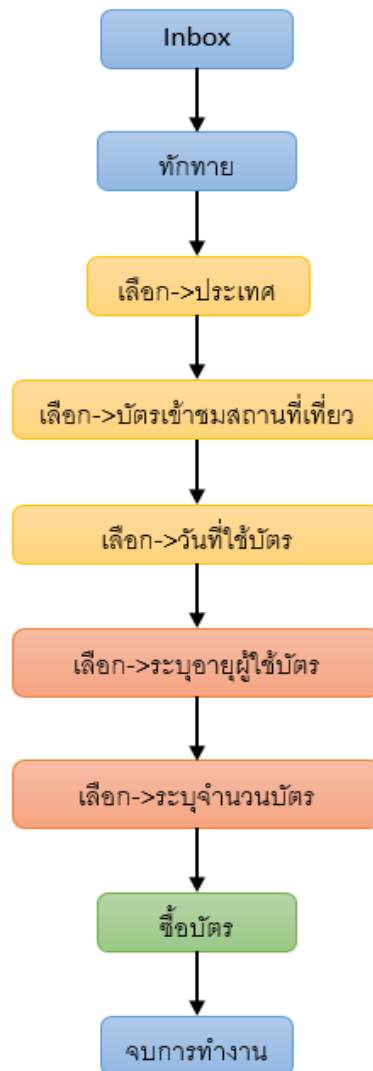 Inbox
ทักทาย
เลือก->ประเทศ
เลือก->บัตรเข้าชมสถานที่เที่ยว
เลือก->วันที่ใช้บัตร
เลือก->ระบุอายุผู้ใช้บัตร
เลือก->ระบุจำนวนบัตร
ซื้อบัตร
จบการทำงาน